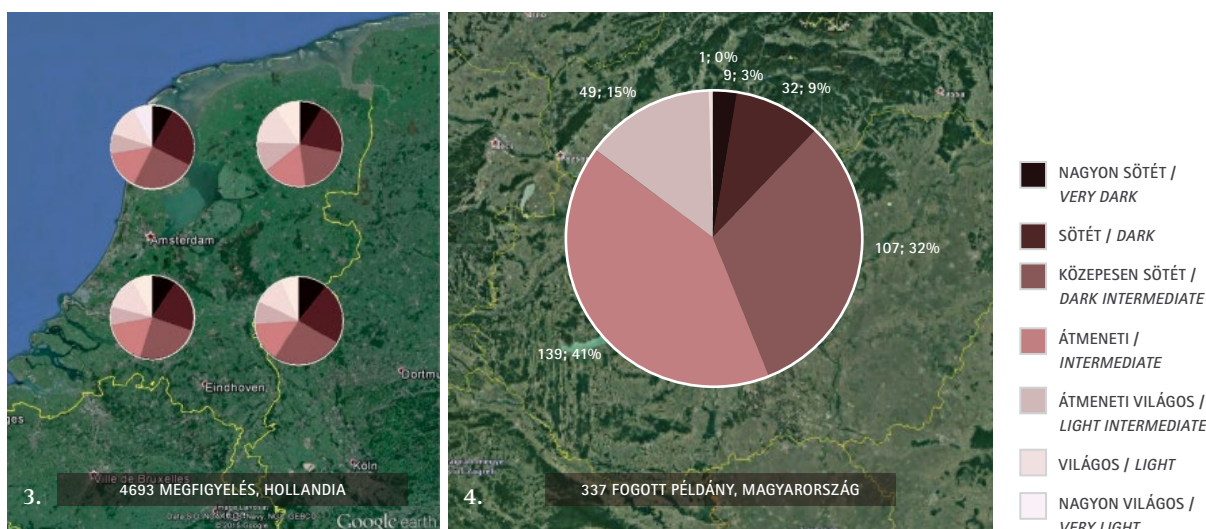 Amsterdam
Eindhoven
Dortmu
ges
Ville de Bruxelles
Köln
3.
4693 MEGFIGYELÉS, HOLLANDIA
Google earth
1; 0%
9; 3%
32; 9%
49; 15%
107; 32%
139; 41%
4.
337 FOGOTT PÉLDÁNY, MAGYARORSZÁG
NAGYON SÖTÉT /
VERY DARK
SÖTÉT / DARK
KÖZEPESEN SÖTÉT /
DARK INTERMEDIATE
ÁTMENETI /
INTERMEDIATE
ÁTMENETI VILÁGOS /
LIGHT INTERMEDIATE
VILÁGOS / LIGHT
NAGYON VILÁGOS /
VERY LIGHT